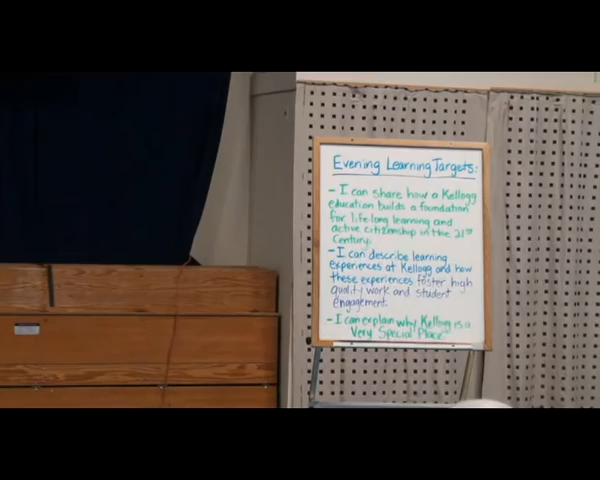 Evening Learning Targets:
- I can share how a Kellogg
education builds a foundation
for life-long learning and
active citizenship in the 21st
Century.
- I can describe learning
experiences at Kellogg and how
these experiences foster high
quality work and student
engagement.
- I can explain why Kellogg is a
"Very Special Place"